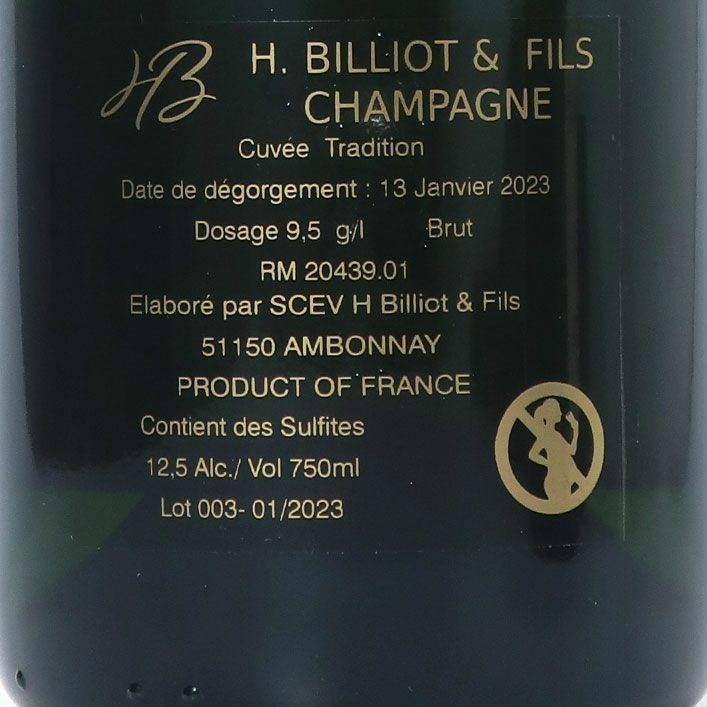 HB
H. BILLIOT & FILS
CHAMPAGNE
Cuvée Tradition
Date de dégorgement : 13 Janvier 2023
Dosage 9,5 g/l Brut
RM 20439.01
Elaboré par SCEV H Billiot & Fils
51150 AMBONNAY
PRODUCT OF FRANCE
Contient des Sulfites
12,5 Alc./ Vol 750ml
Lot 003- 01/2023